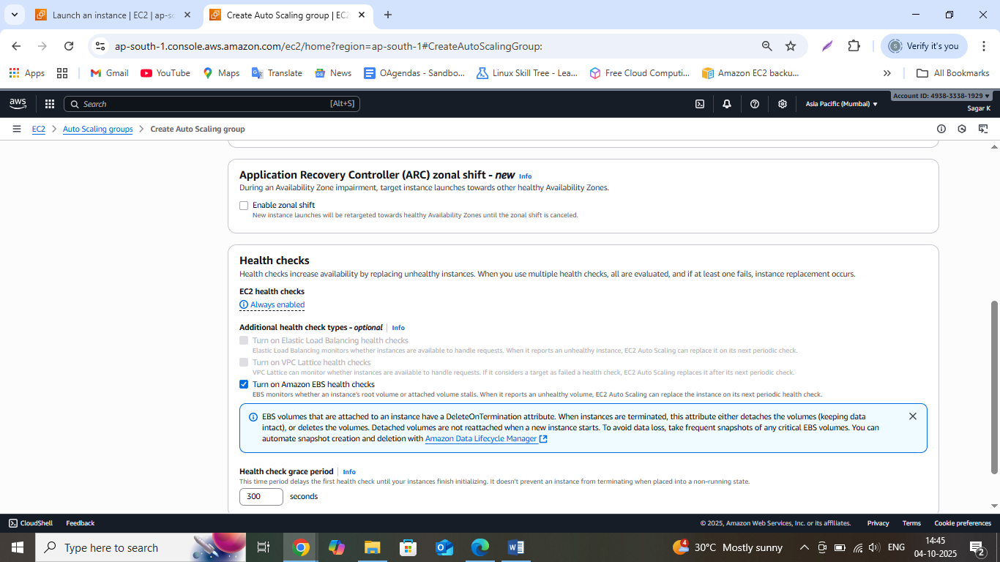 Launch an instance | EC2 | ap-so
Create Auto Scaling group | EC2
ap-south-1.console.aws.amazon.com/ec2/home?region=ap-south-1#CreateAutoScalingGroup:
S
Verify it's you
Apps
Gmail
YouTube
Maps
Translate
News
OAgendas - Sandbo...
Linux Skill Tree - Lea...
Free Cloud Computi...
Amazon EC2 backu...
All Bookmarks
aws
Search
[Alt+S]
Asia Pacific (Mumbai)
Account ID: 4938-3338-1929
Sagar K
EC2
Auto Scaling groups
Create Auto Scaling group
Application Recovery Controller (ARC) zonal shift - new Info
During an Availability Zone impairment, target instance launches towards other healthy Availability Zones.
Enable zonal shift
New instance launches will be retargeted towards healthy Availability Zones until the zonal shift is canceled.
Health checks
Health checks increase availability by replacing unhealthy instances. When you use multiple health checks, all are evaluated, and if at least one fails, instance replacement occurs.
EC2 health checks
Always enabled
Additional health check types - optional Info
Turn on Elastic Load Balancing health checks
Elastic Load Balancing monitors whether instances are available to handle requests. When it reports an unhealthy instance, EC2 Auto Scaling can replace it on its next periodic check.
Turn on VPC Lattice health checks
VPC Lattice can monitor whether instances are available to handle requests. If it considers a target as failed a health check, EC2 Auto Scaling replaces it after its next periodic check.
Turn on Amazon EBS health checks
EBS monitors whether an instance's root volume or attached volume stalls. When it reports an unhealthy volume, EC2 Auto Scaling can replace the instance on its next periodic health check.
EBS volumes that are attached to an instance have a DeleteOnTermination attribute. When instances are terminated, this attribute either detaches the volumes (keeping data
intact), or deletes the volumes. Detached volumes are not reattached when a new instance starts. To avoid data loss, take frequent snapshots of any critical EBS volumes. You can
automate snapshot creation and deletion with Amazon Data Lifecycle Manager
Health check grace period Info
This time period delays the first health check until your instances finish initializing. It doesn't prevent an instance from terminating when placed into a non-running state.
300 seconds
CloudShell
Feedback
© 2025, Amazon Web Services, Inc. or its affiliates.
Privacy
Terms
Cookie preferences
Type here to search
30°C Mostly sunny
ENG
14:45
04-10-2025
2